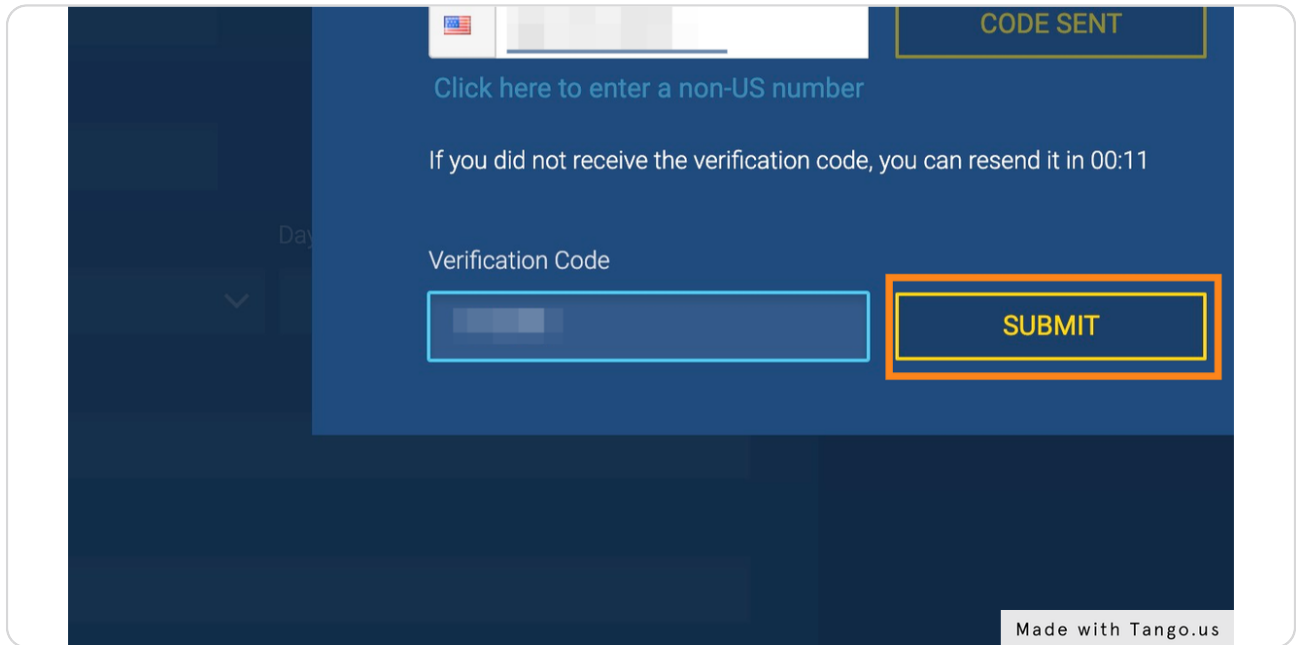 CODE SENT
Click here to enter a non-US number
If you did not receive the verification code, you can resend it in 00:11
Day
Verification Code
SUBMIT
Made with Tango.us